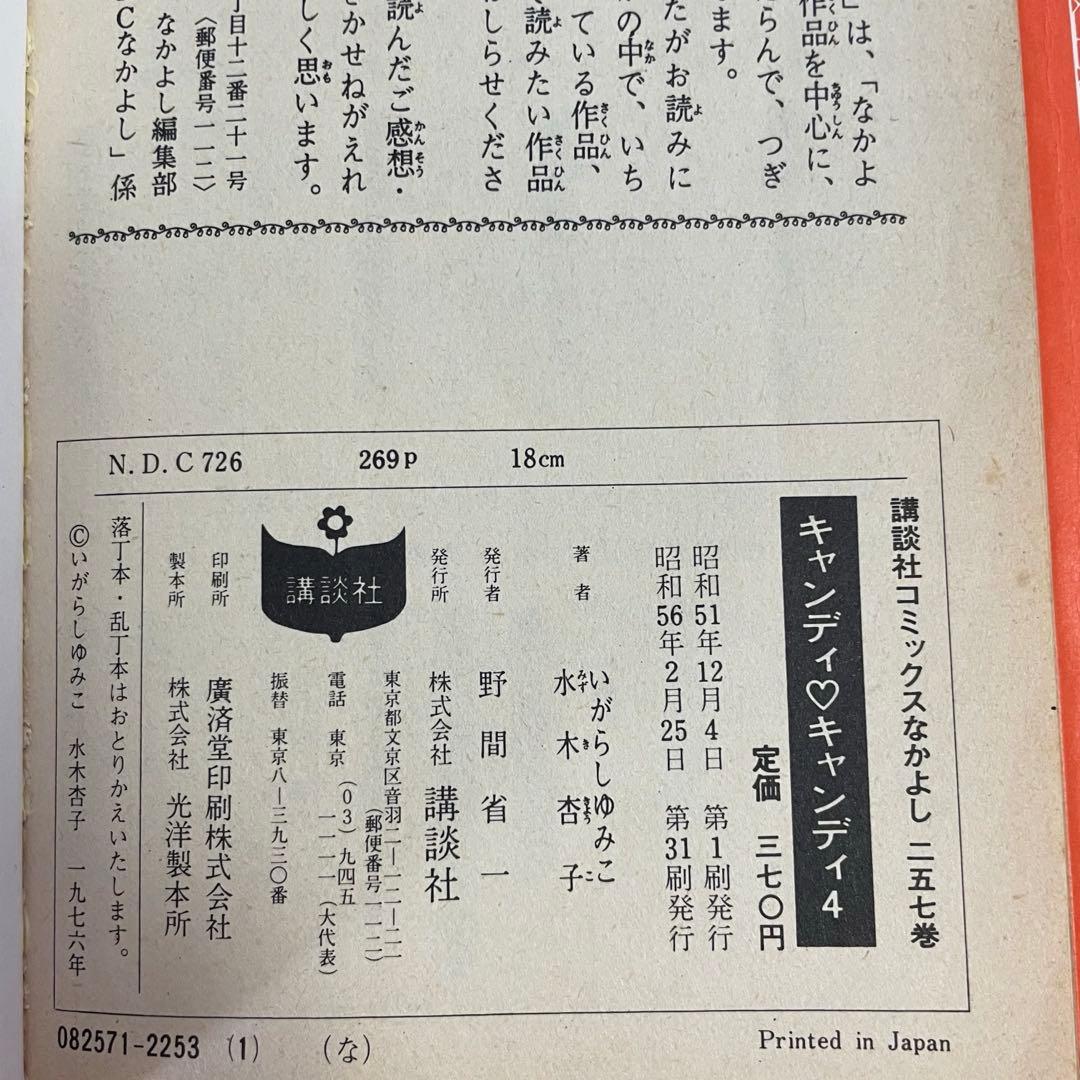 」は、「なかよ
作品を中心に、
らんで、つぎ
ます。
たがお読みに
の中で、いち
ている作品、
読みたい作品
しらせくださ
読んだご感想・
かせねがえれ
しく思います。
丁目十二番二十一号
〈郵便番号一一二〉
なかよし編集部
Cなかよし」係
N.D.C 726 269p 18cm
講談社コミックスなかよし 二五七巻
キャンディ♡キャンディ 4
定価 三七〇円
昭和51年12月4日 第1刷発行
昭和56年2月25日 第31刷発行
著者 いがらしゆみこ
水木杏子
発行者 野間省一
発行所 株式会社 講談社
東京都文京区音羽二―一二―二一
(郵便番号一一二)
電話 東京 (03) 九四五
一一一一 (大代表)
振替 東京八―三九三〇番
講談社
印刷所 廣済堂印刷株式会社
製本所 株式会社 光洋製本所
落丁本・乱丁本はおとりかえいたします。
©いがらしゆみこ 水木杏子 一九七六年
082571-2253 (1) (な)
Printed in Japan